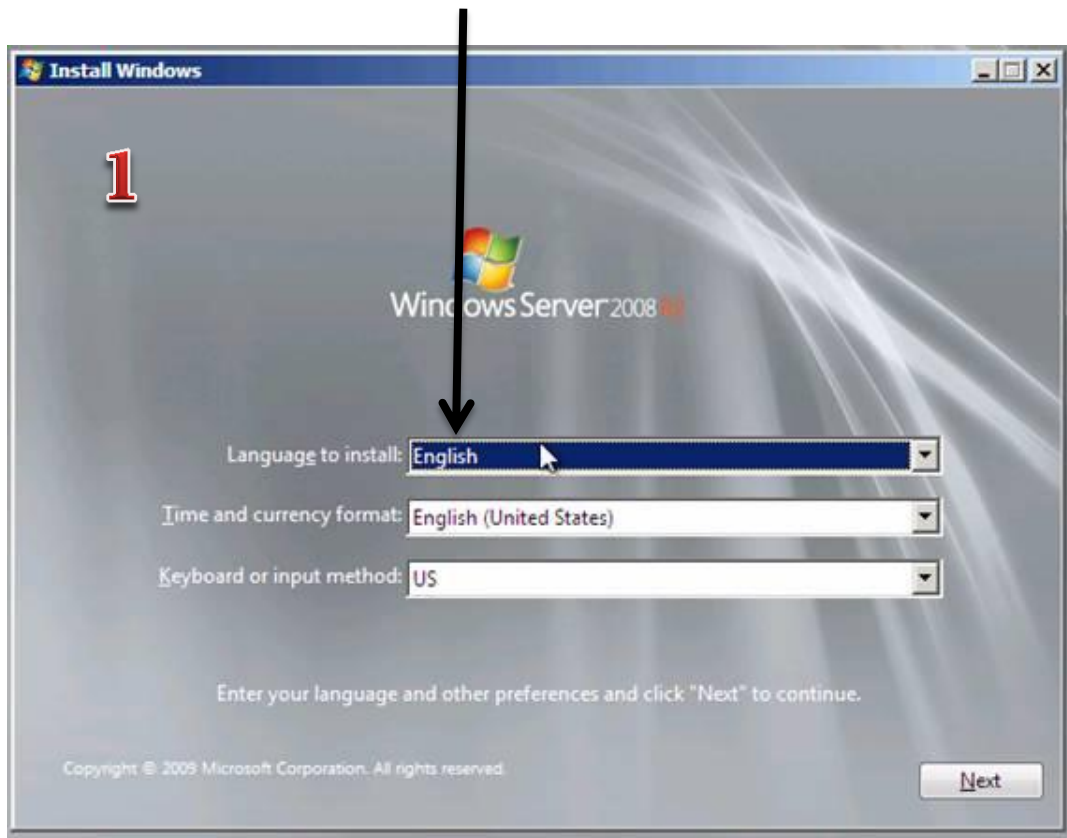 Install Windows
1
Windows Server 2008 R2
Language to install: English
Time and currency format: English (United States)
Keyboard or input method: US
Enter your language and other preferences and click "Next" to continue.
Copyright © 2009 Microsoft Corporation. All rights reserved.
Next